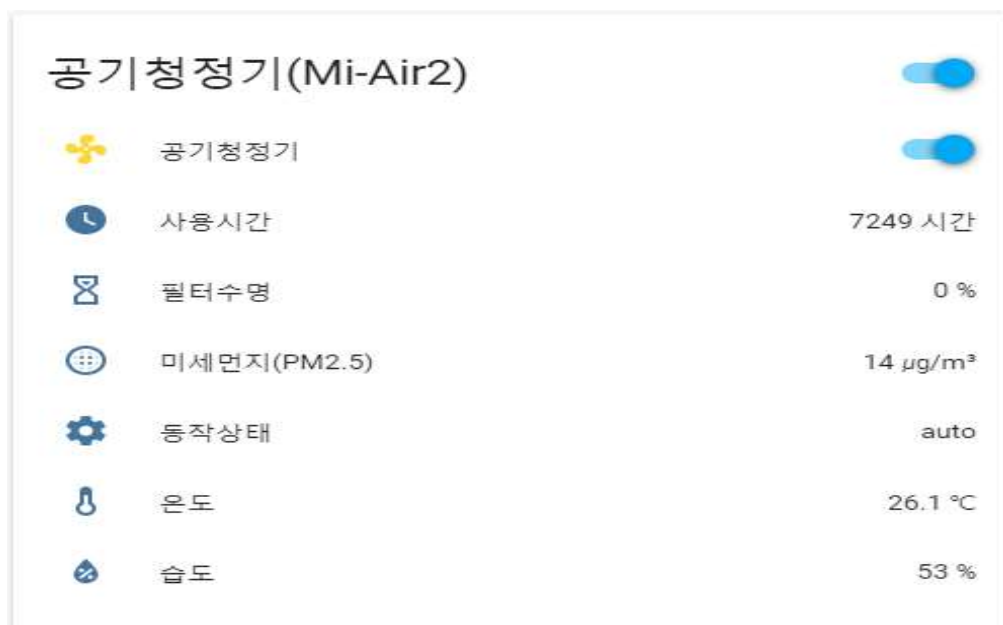 공기청정기(Mi-Air2)
공기청정기
사용시간 7249 시간
필터수명 0 %
미세먼지(PM2.5) 14 µg/m³
동작상태 auto
온도 26.1 °C
습도 53 %